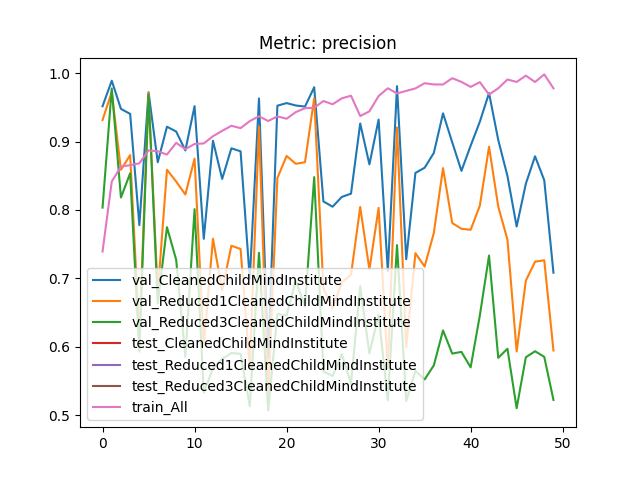 Metric: precision
1.0
0.9
0.8
0.7
0.6
0.5
val_CleanedChildMindInstitute
val_Reduced1CleanedChildMindInstitute
val_Reduced3CleanedChildMindInstitute
test_CleanedChildMindInstitute
test_Reduced1CleanedChildMindInstitute
test_Reduced3CleanedChildMindInstitute
train_All
0 10 20 30 40 50